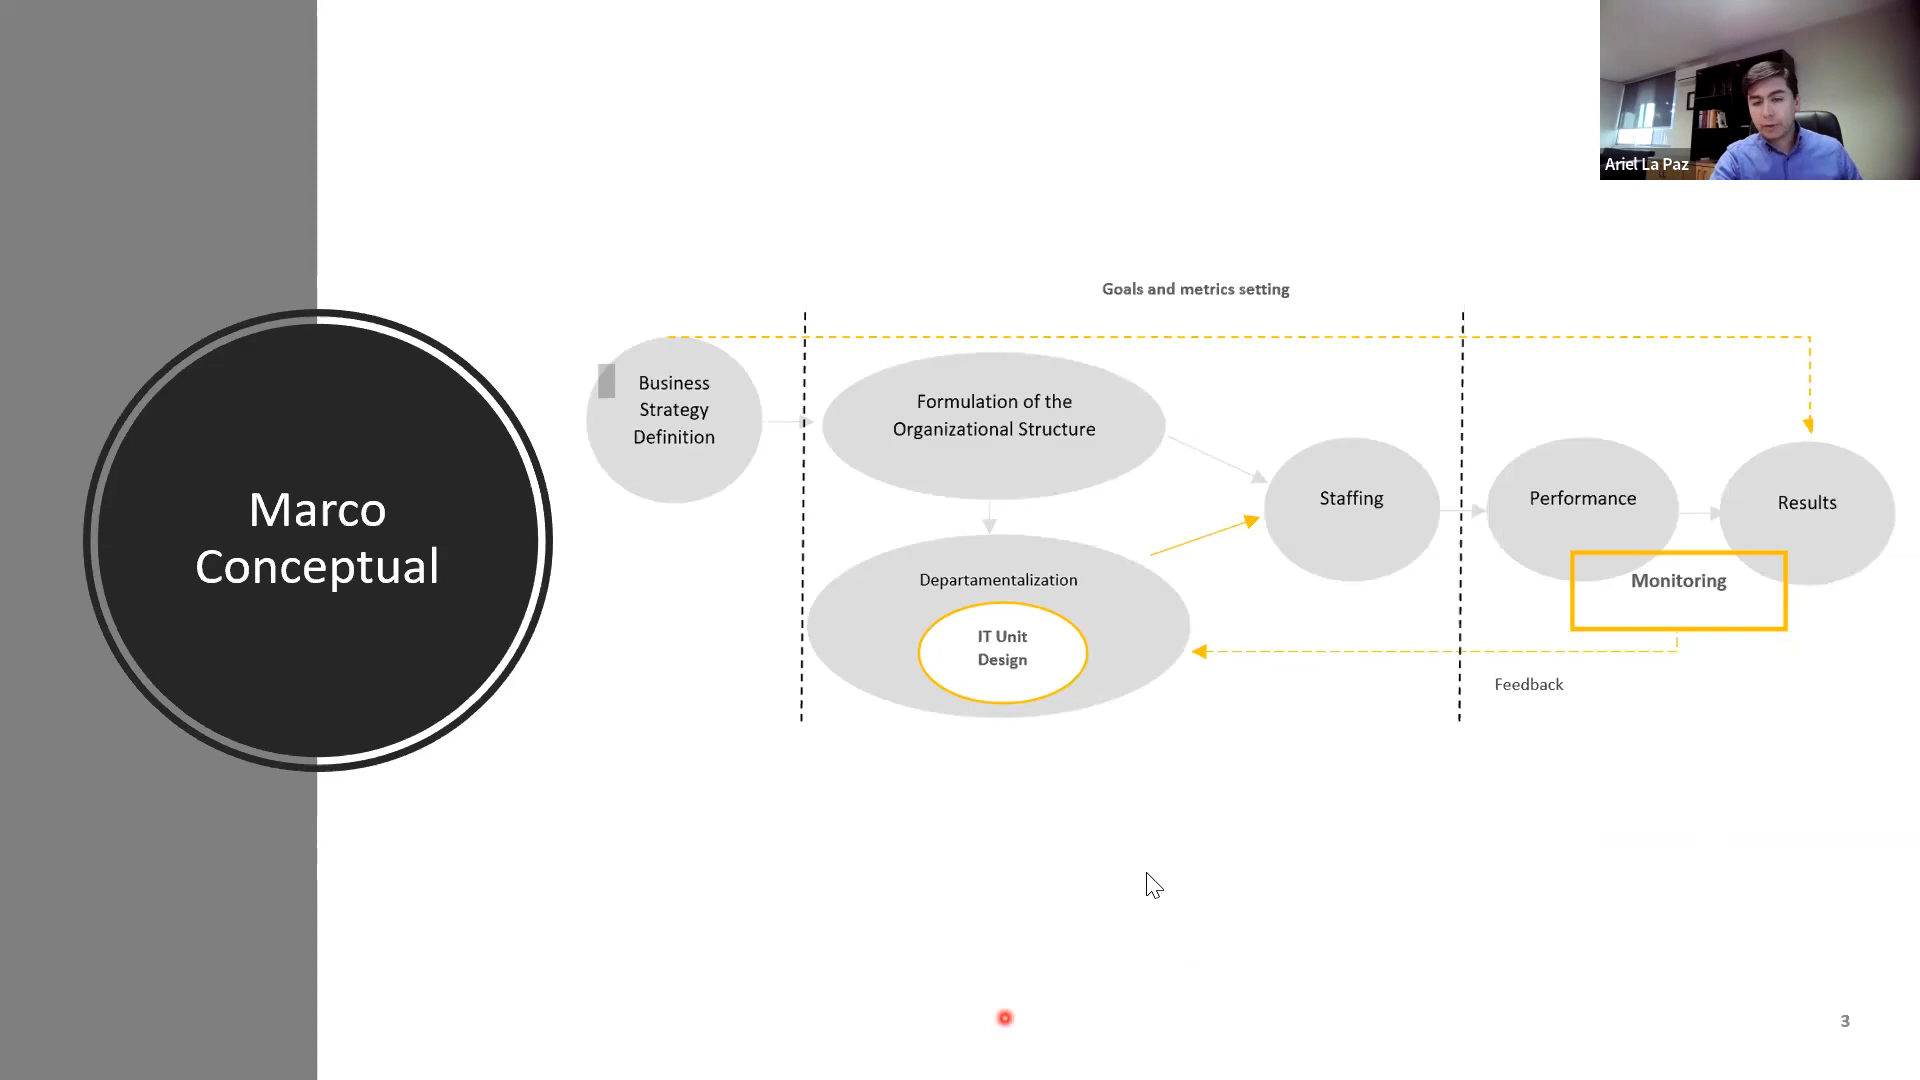 Ariel La Paz
Marco
Conceptual
Goals and metrics setting
Business
Strategy
Definition
Formulation of the
Organizational Structure
Staffing
Performance
Results
Departamentalization
IT Unit
Design
Monitoring
Feedback
3